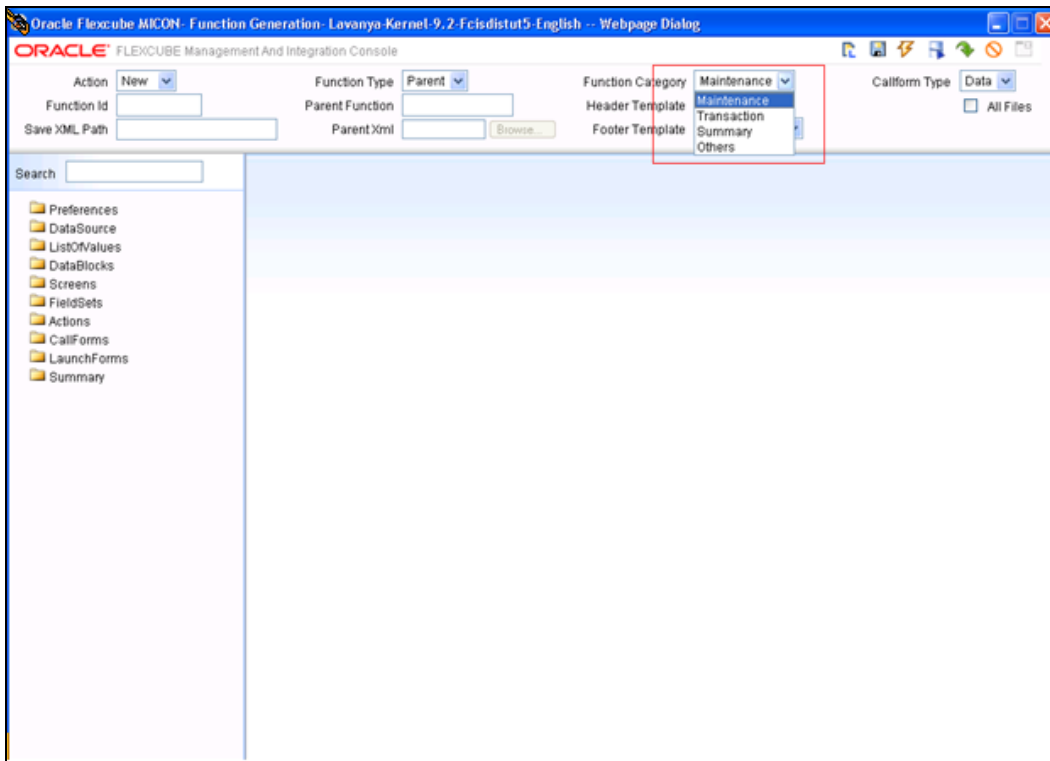 Oracle Flexcube MICON- Function Generation- Lavanya-Kernel-9.2-Fcisdistut5-English -- Webpage Dialog
ORACLE FLEXCUBE Management And Integration Console
Action New Function Type Parent Function Category Maintenance Callform Type Data
Function Id Parent Function Header Template Maintenance All Files
Transaction
Save XML Path Parent Xml Browse... Footer Template Summary
Others
Search
Preferences
DataSource
ListOfValues
DataBlocks
Screens
FieldSets
Actions
CallForms
LaunchForms
Summary